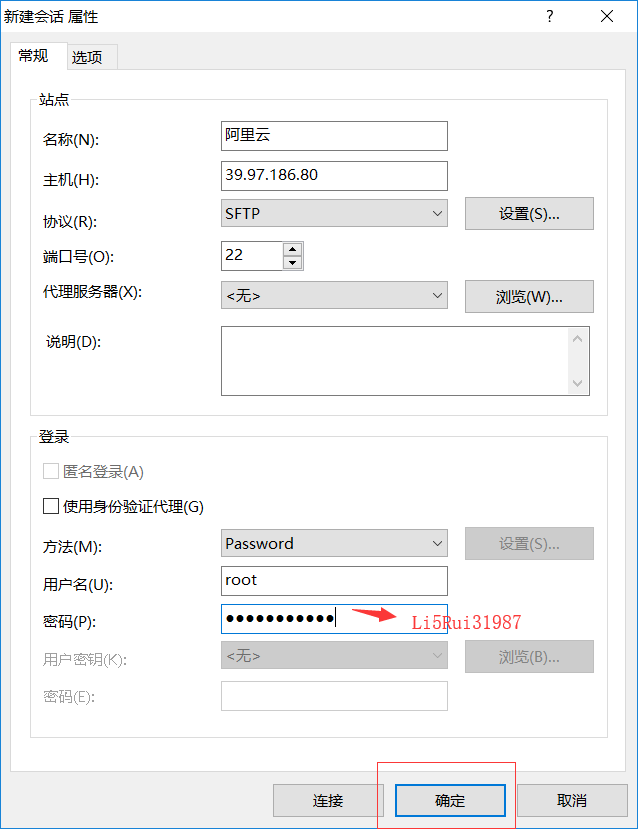 新建会话 属性
常规 选项
站点
名称(N): 阿里云
主机(H): 39.97.186.80
协议(R): SFTP 设置(S)...
端口号(O): 22
代理服务器(X): <无> 浏览(W)...
说明(D):
登录
匿名登录(A)
使用身份验证代理(G)
方法(M): Password 设置(S)...
用户名(U): root
密码(P): ●●●●●●●●●●● Li5Rui31987
用户密钥(K): <无> 浏览(B)...
密码(E):
连接 确定 取消